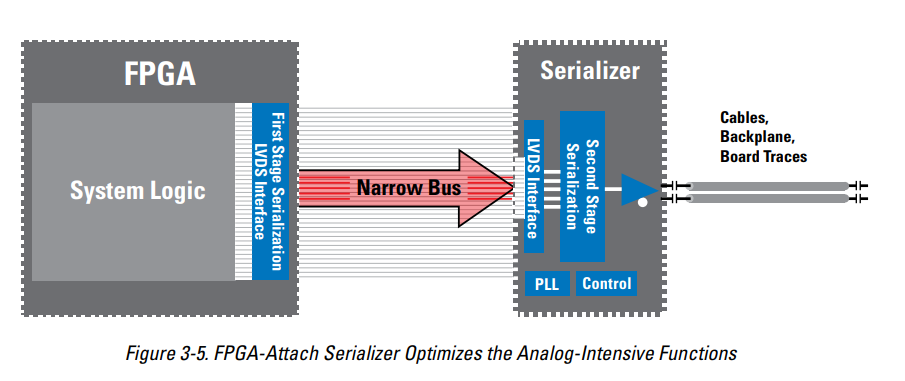 FPGA
System Logic
First Stage Serialization
LVDS Interface
Narrow Bus
Serializer
LVDS Interface
Second Stage
Serialization
PLL
Control
Cables,
Backplane,
Board Traces
Figure 3-5. FPGA-Attach Serializer Optimizes the Analog-Intensive Functions